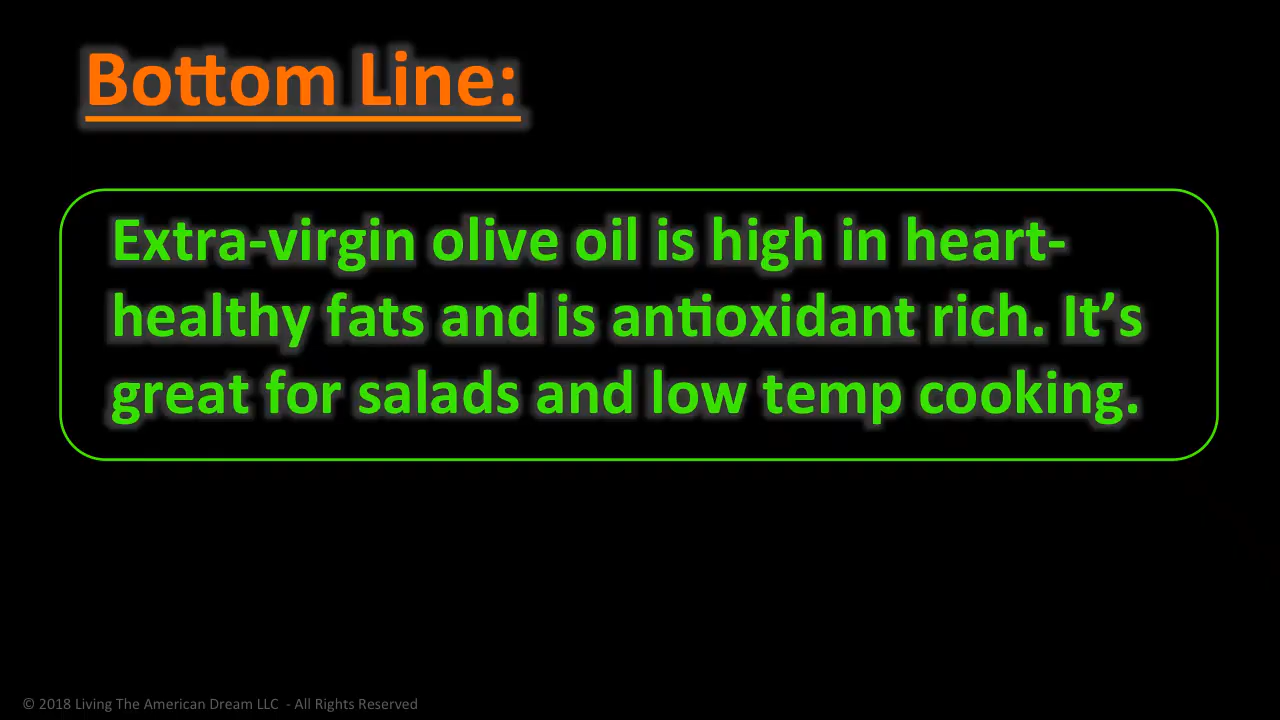 Bottom Line:
Extra-virgin olive oil is high in heart-
healthy fats and is antioxidant rich. It’s
great for salads and low temp cooking.
© 2018 Living The American Dream LLC  - All Rights Reserved